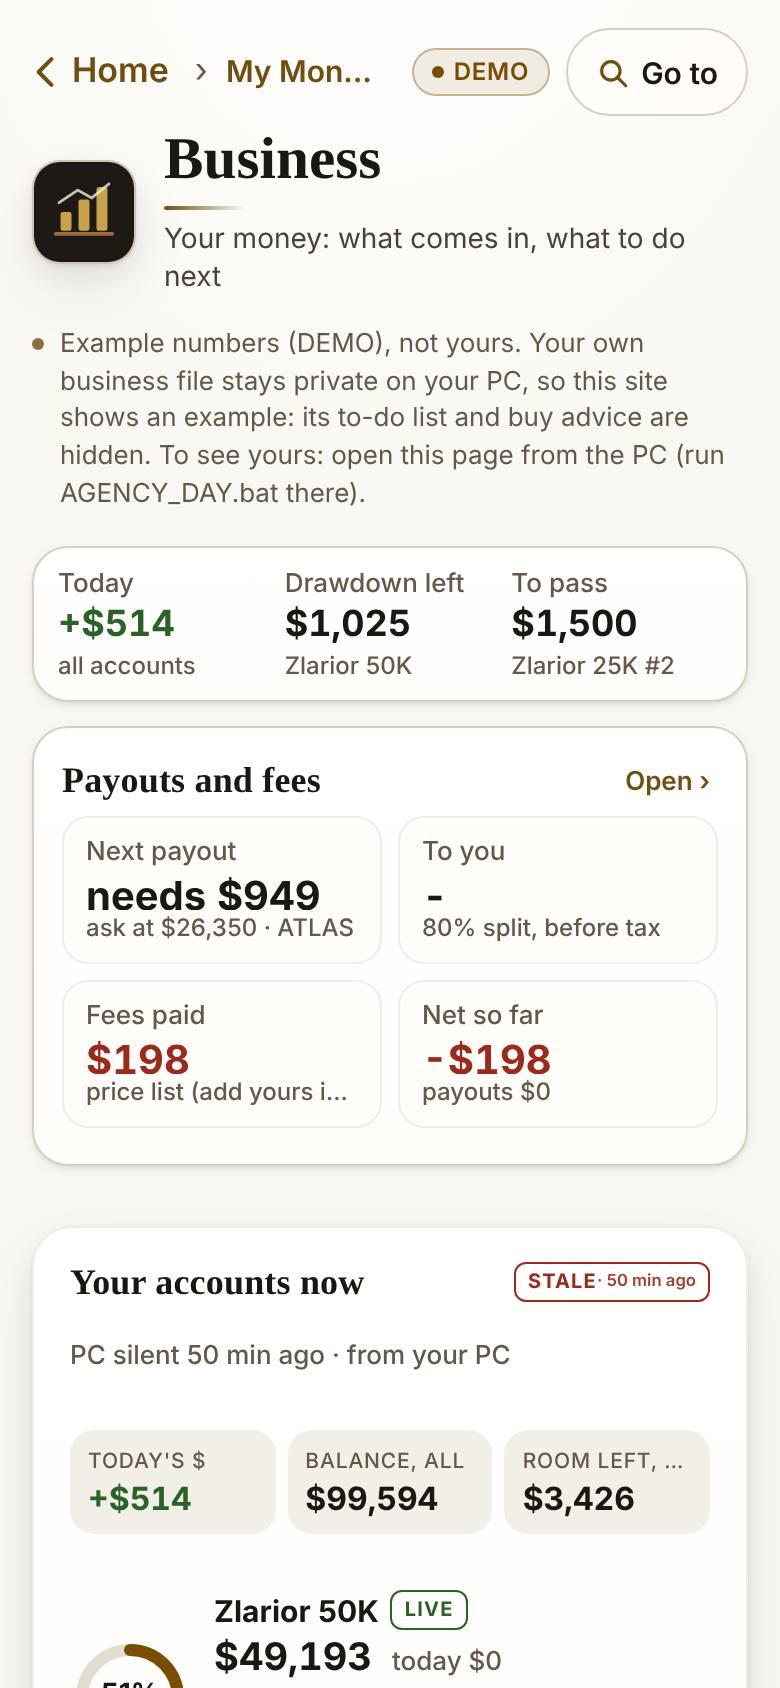 Home › My Mon...
DEMO
Go to
Business
Your money: what comes in, what to do
next
Example numbers (DEMO), not yours. Your own
business file stays private on your PC, so this site
shows an example: its to-do list and buy advice are
hidden. To see yours: open this page from the PC (run
AGENCY_DAY.bat there).
Today
+$514
all accounts
Drawdown left
$1,025
Zlarior 50K
To pass
$1,500
Zlarior 25K #2
Payouts and fees
Open ›
Next payout
needs $949
ask at $26,350 · ATLAS
To you
-
80% split, before tax
Fees paid
$198
price list (add yours i...
Net so far
-$198
payouts $0
Your accounts now
STALE · 50 min ago
PC silent 50 min ago · from your PC
TODAY'S $
+$514
BALANCE, ALL
$99,594
ROOM LEFT, ...
$3,426
Zlarior 50K
LIVE
$49,193 today $0